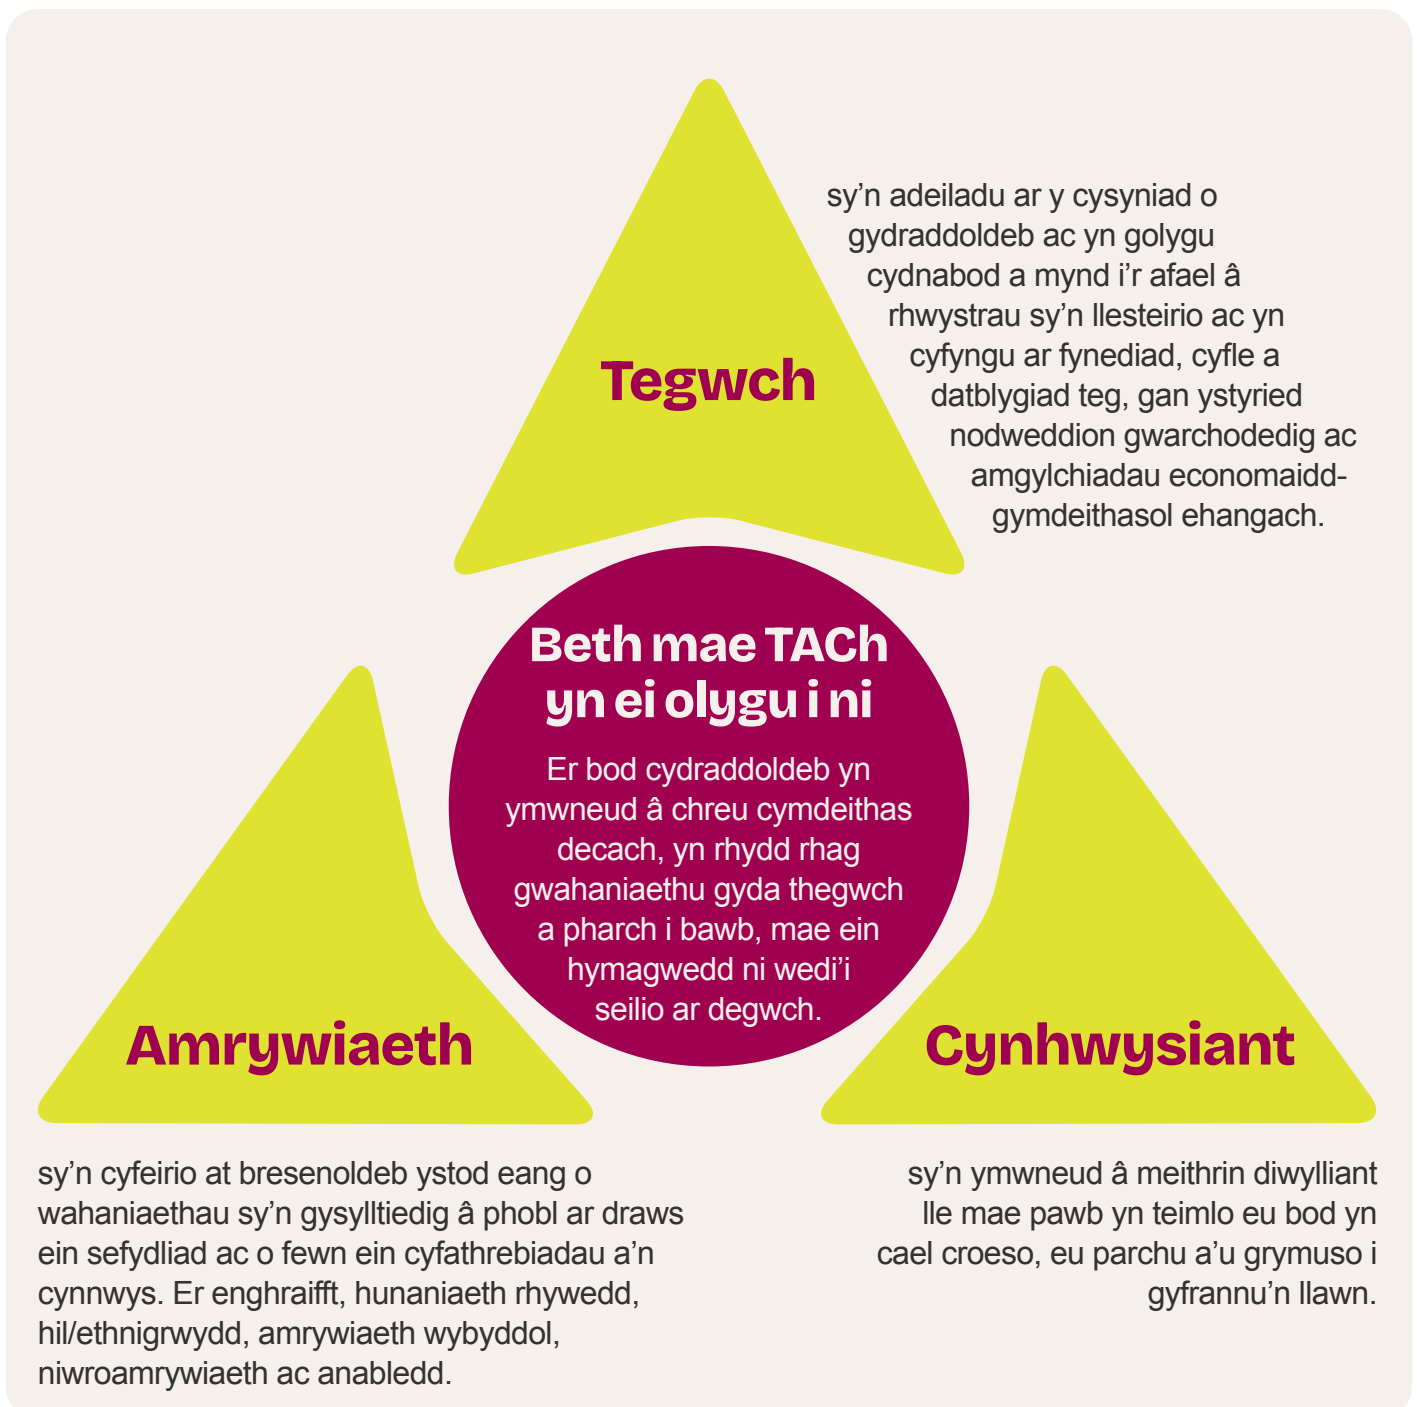 Tegwch
sy’n adeiladu ar y cysyniad o
gydraddoldeb ac yn golygu
cydnabod a mynd i’r afael â
rhwystrau sy’n llesteirio ac yn
cyfyngu ar fynediad, cyfle a
datblygiad teg, gan ystyried
nodweddion gwarchodedig ac
amgylchiadau economaidd-
gymdeithasol ehangach.
Beth mae TACh
yn ei olygu i ni
Er bod cydraddoldeb yn
ymwneud â chreu cymdeithas
decach, yn rhydd rhag
gwahaniaethu gyda thegwch
a pharch i bawb, mae ein
hymagwedd ni wedi’i
seilio ar degwch.
Amrywiaeth
sy’n cyfeirio at bresenoldeb ystod eang o
wahaniaethau sy’n gysylltiedig â phobl ar draws
ein sefydliad ac o fewn ein cyfathrebiadau a’n
cynnwys. Er enghraifft, hunaniaeth rhywedd,
hil/ethnigrwydd, amrywiaeth wybyddol,
niwroamrywiaeth ac anabledd.
Cynhwysiant
sy’n ymwneud â meithrin diwylliant
lle mae pawb yn teimlo eu bod yn
cael croeso, eu parchu a’u grymuso i
gyfrannu’n llawn.